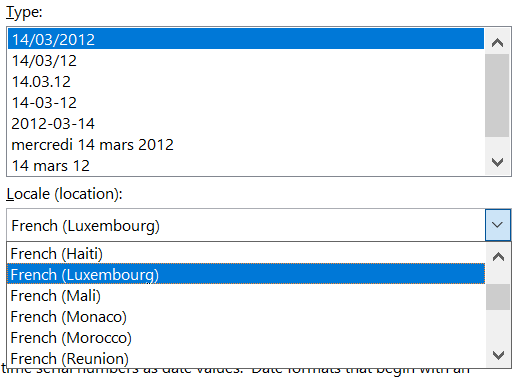 Type:
14/03/2012
14/03/12
14.03.12
14-03-12
2012-03-14
mercredi 14 mars 2012
14 mars 12
Locale (location):
French (Luxembourg)
French (Haiti)
French (Luxembourg)
French (Mali)
French (Monaco)
French (Morocco)
French (Reunion)
time serial numbers as date values. Date formats that begin with an